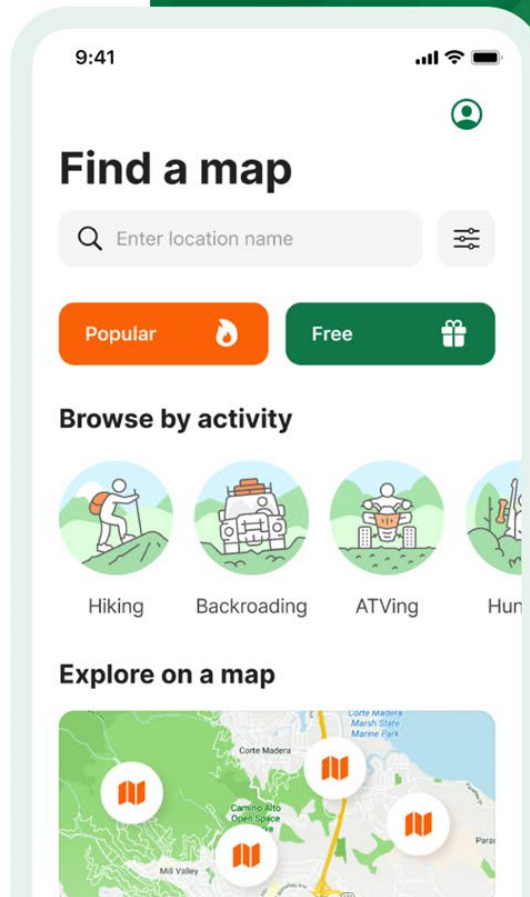 9:41
Find a map
Enter location name
Popular
Free
Browse by activity
Hiking
Backroading
ATVing
Hun
Explore on a map
Corte Madera
Marsh State
Marine Park
Corte Madera
Camino Alto
Open Space
Mill Valley